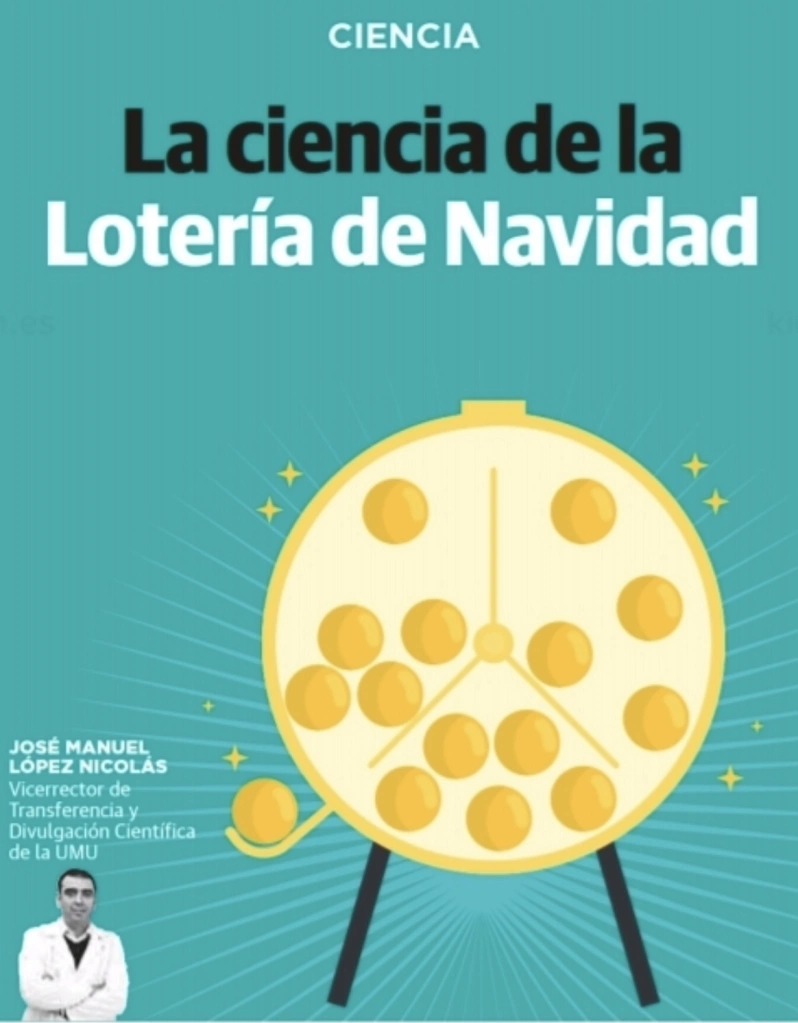 CIENCIA
La ciencia de la
Lotería de Navidad
JOSÉ MANUEL
LÓPEZ NICOLÁS
Vicerrector de
Transferencia y
Divulgación Científica
de la UMU